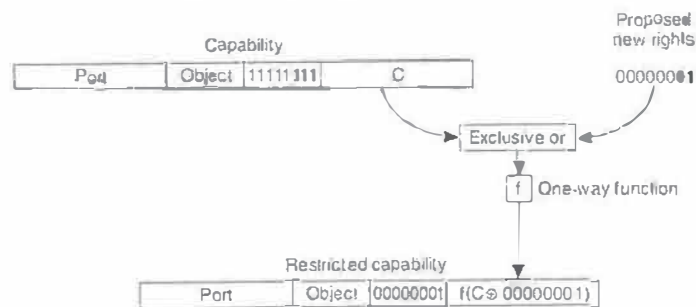 Proposed
new rights
Capability
Port Object 11111111 C
00000001
Exclusive or
f One-way function
Restricted capability
Port Object 00000001 f(C⊕00000001)